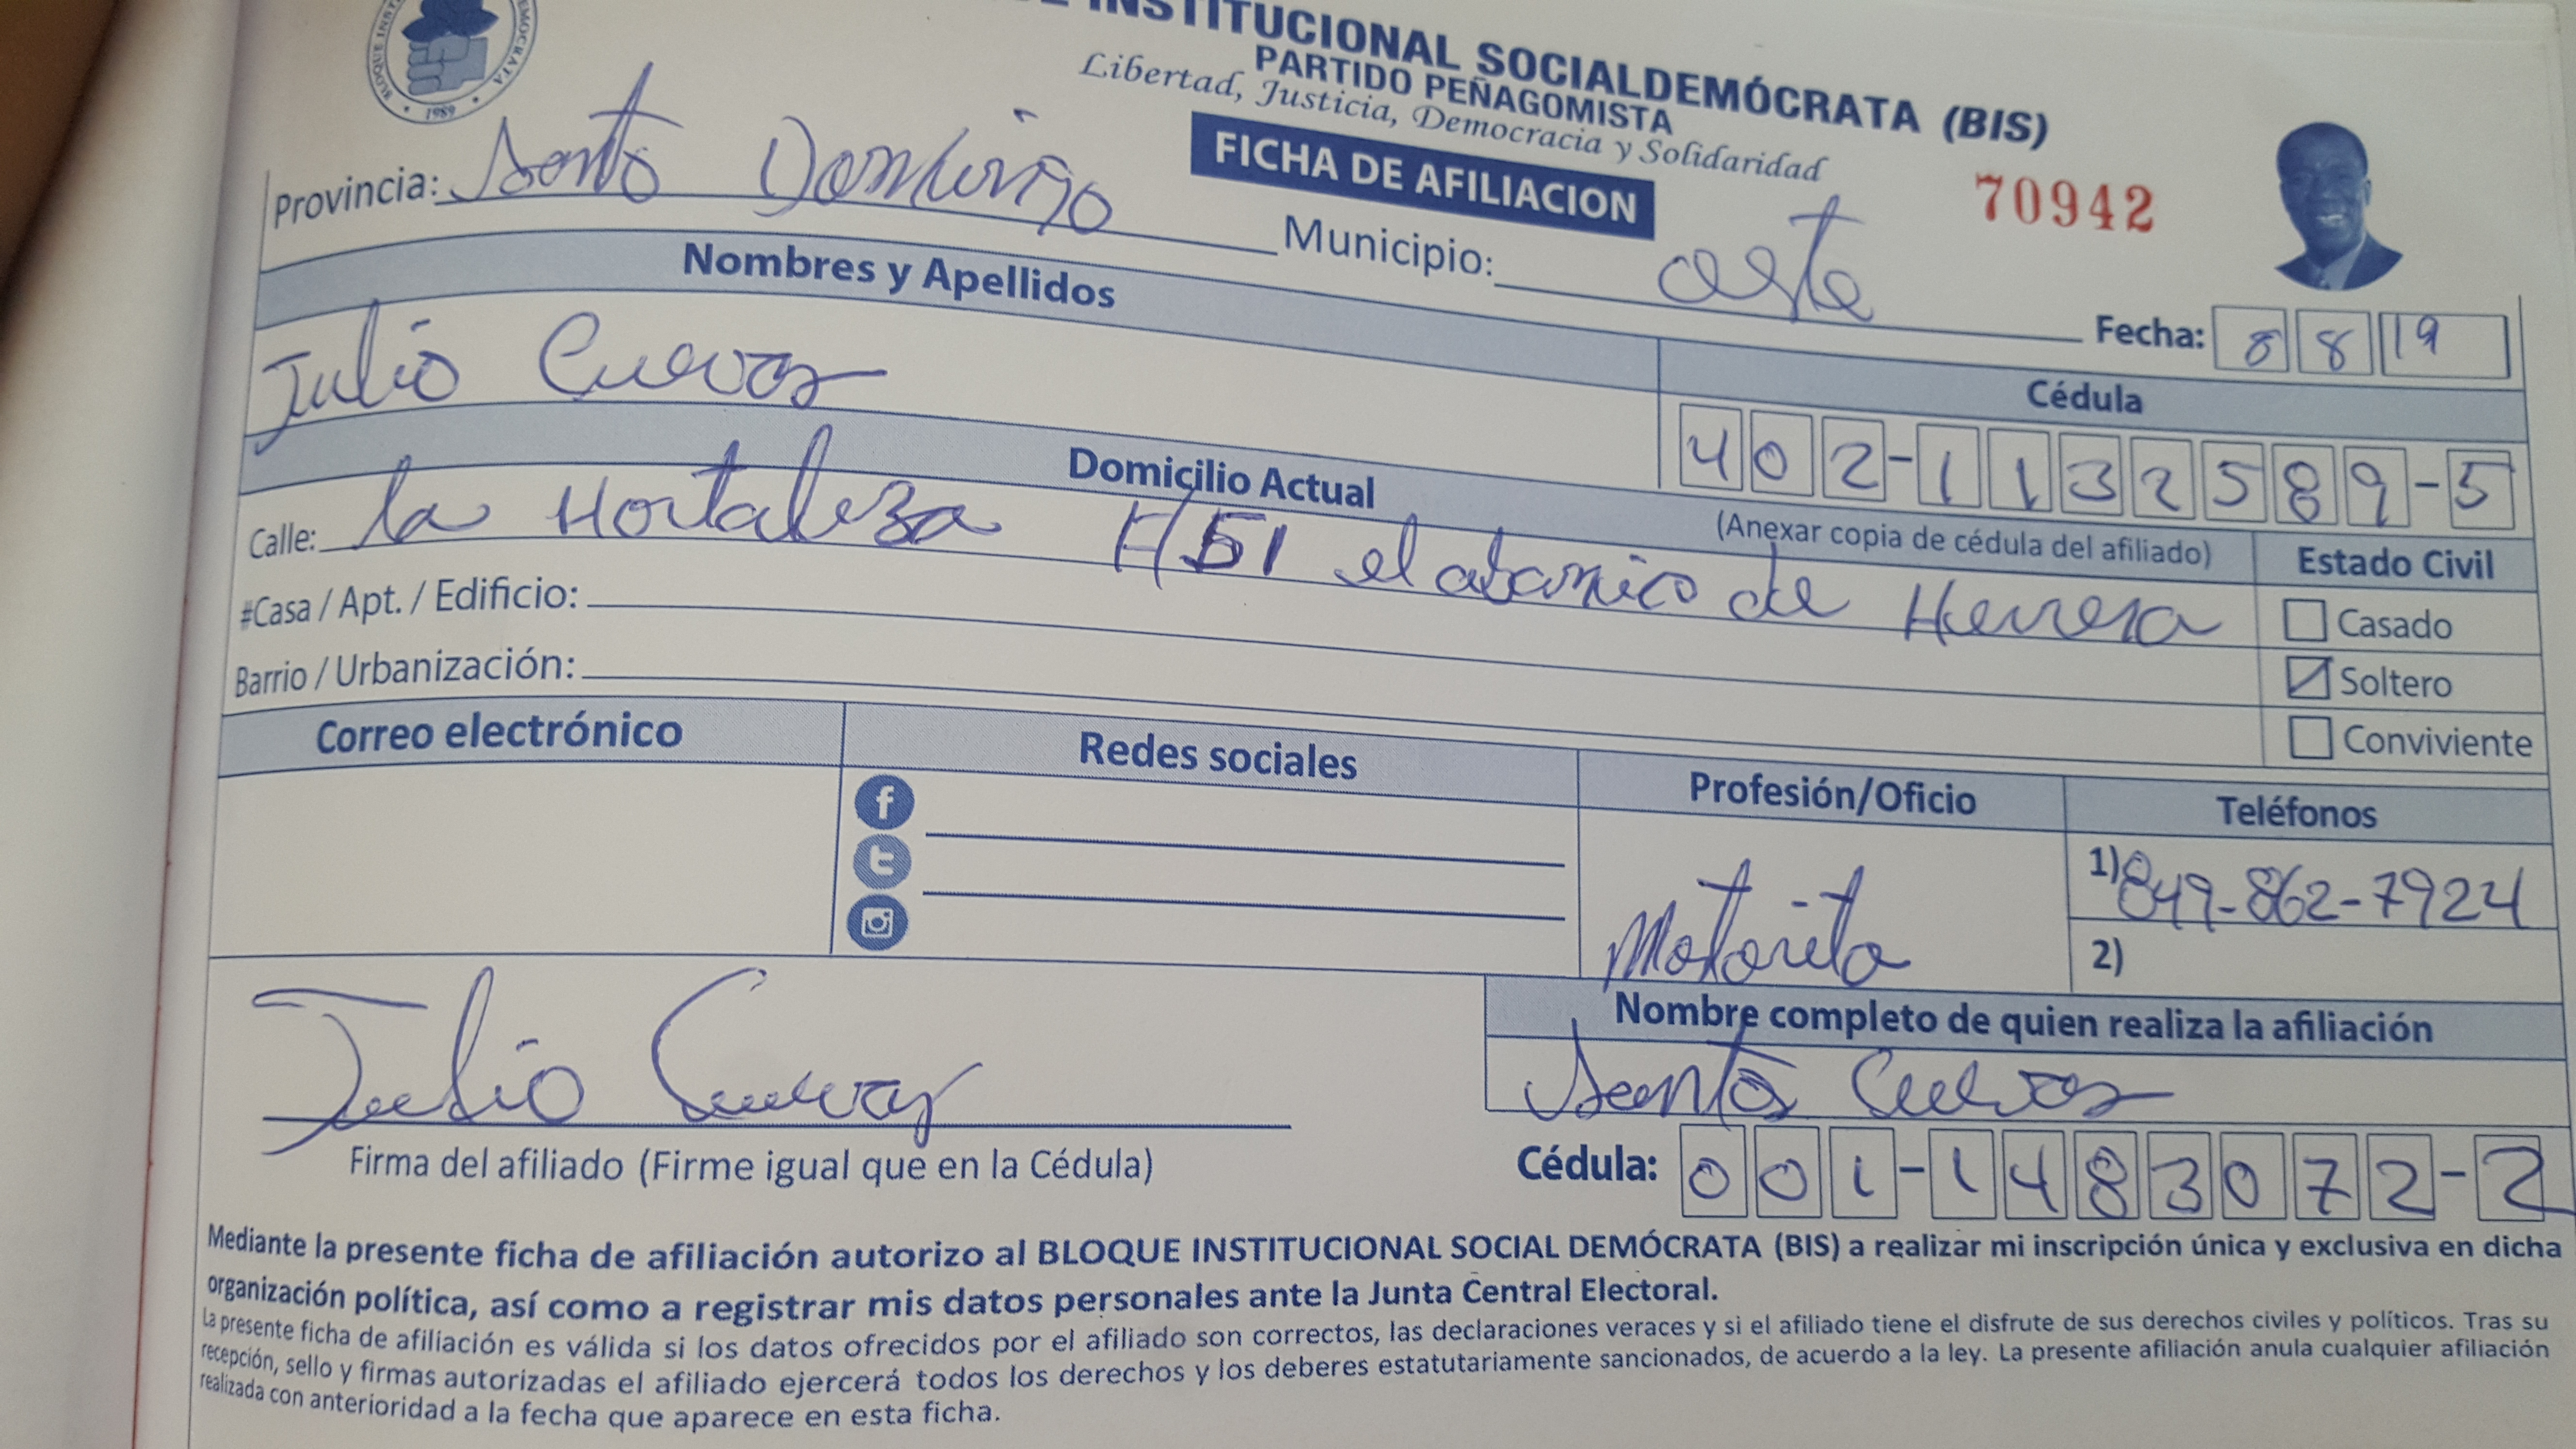 INSTITUCIONAL SOCIALDEMÓCRATA (BIS)
PARTIDO PEÑAGOMISTA
Libertad, Justicia, Democracia y Solidaridad
FICHA DE AFILIACION
70942
1989
Provincia: Santo Domingo Municipio: oeste
Fecha: 8 8 19
Nombres y Apellidos
Julio Cuevas
Cédula
402-1132589-5
(Anexar copia de cédula del afiliado)
Domicilio Actual
Calle: la Hortaleza #51 el abanico de Herrera
#Casa / Apt. / Edificio:
Barrio / Urbanización:
Estado Civil
Casado
Soltero
Conviviente
Correo electrónico
Redes sociales
Profesión/Oficio
Motorita
Teléfonos
1) 849-862-7924
2)
Julio Cuevas
Firma del afiliado (Firme igual que en la Cédula)
Nombre completo de quien realiza la afiliación
Santo Cuevas
Cédula: 001-1483072-2
Mediante la presente ficha de afiliación autorizo al BLOQUE INSTITUCIONAL SOCIAL DEMÓCRATA (BIS) a realizar mi inscripción única y exclusiva en dicha
organización política, así como a registrar mis datos personales ante la Junta Central Electoral.
La presente ficha de afiliación es válida si los datos ofrecidos por el afiliado son correctos, las declaraciones veraces y si el afiliado tiene el disfrute de sus derechos civiles y políticos. Tras su
recepción, sello y firmas autorizadas el afiliado ejercerá todos los derechos y los deberes estatutariamente sancionados, de acuerdo a la ley. La presente afiliación anula cualquier afiliación
realizada con anterioridad a la fecha que aparece en esta ficha.